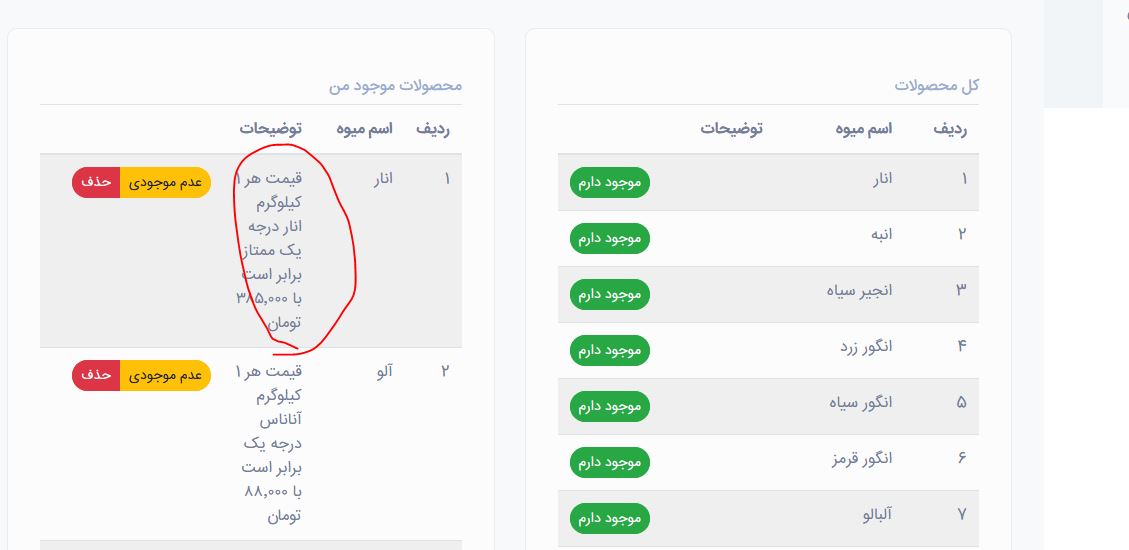 کل محصولات
ردیف اسم میوه توضیحات
۱ انار موجود دارم
۲ انبه موجود دارم
۳ انجیر سیاه موجود دارم
۴ انگور زرد موجود دارم
۵ انگور سیاه موجود دارم
۶ انگور قرمز موجود دارم
۷ آلبالو موجود دارم
محصولات موجود من
ردیف اسم میوه توضیحات
۱ انار قیمت هر ۱ عدم موجودی حذف
کیلوگرم
انار درجه
یک ممتاز
برابر است
با ۳۸۵,۰۰۰
تومان
۲ آلو قیمت هر ۱ عدم موجودی حذف
کیلوگرم
آناناس
درجه یک
برابر است
با ۸۸,۰۰۰
تومان